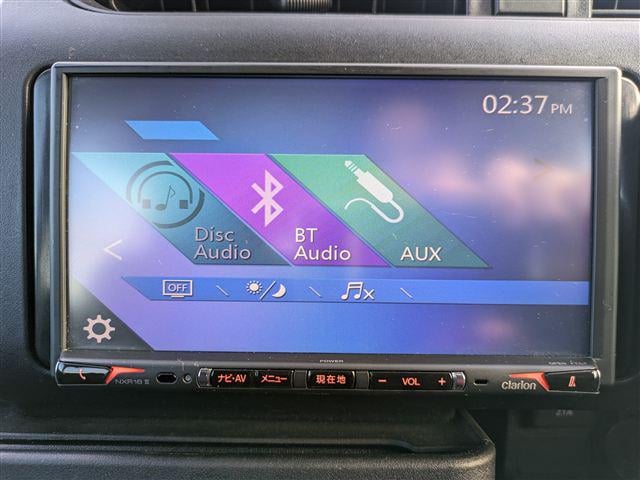 02:37 PM
Disc Audio
BT Audio
AUX
OFF
POWER
NXR16 II
ナビ・AV
メニュー
現在地
− VOL +
clarion